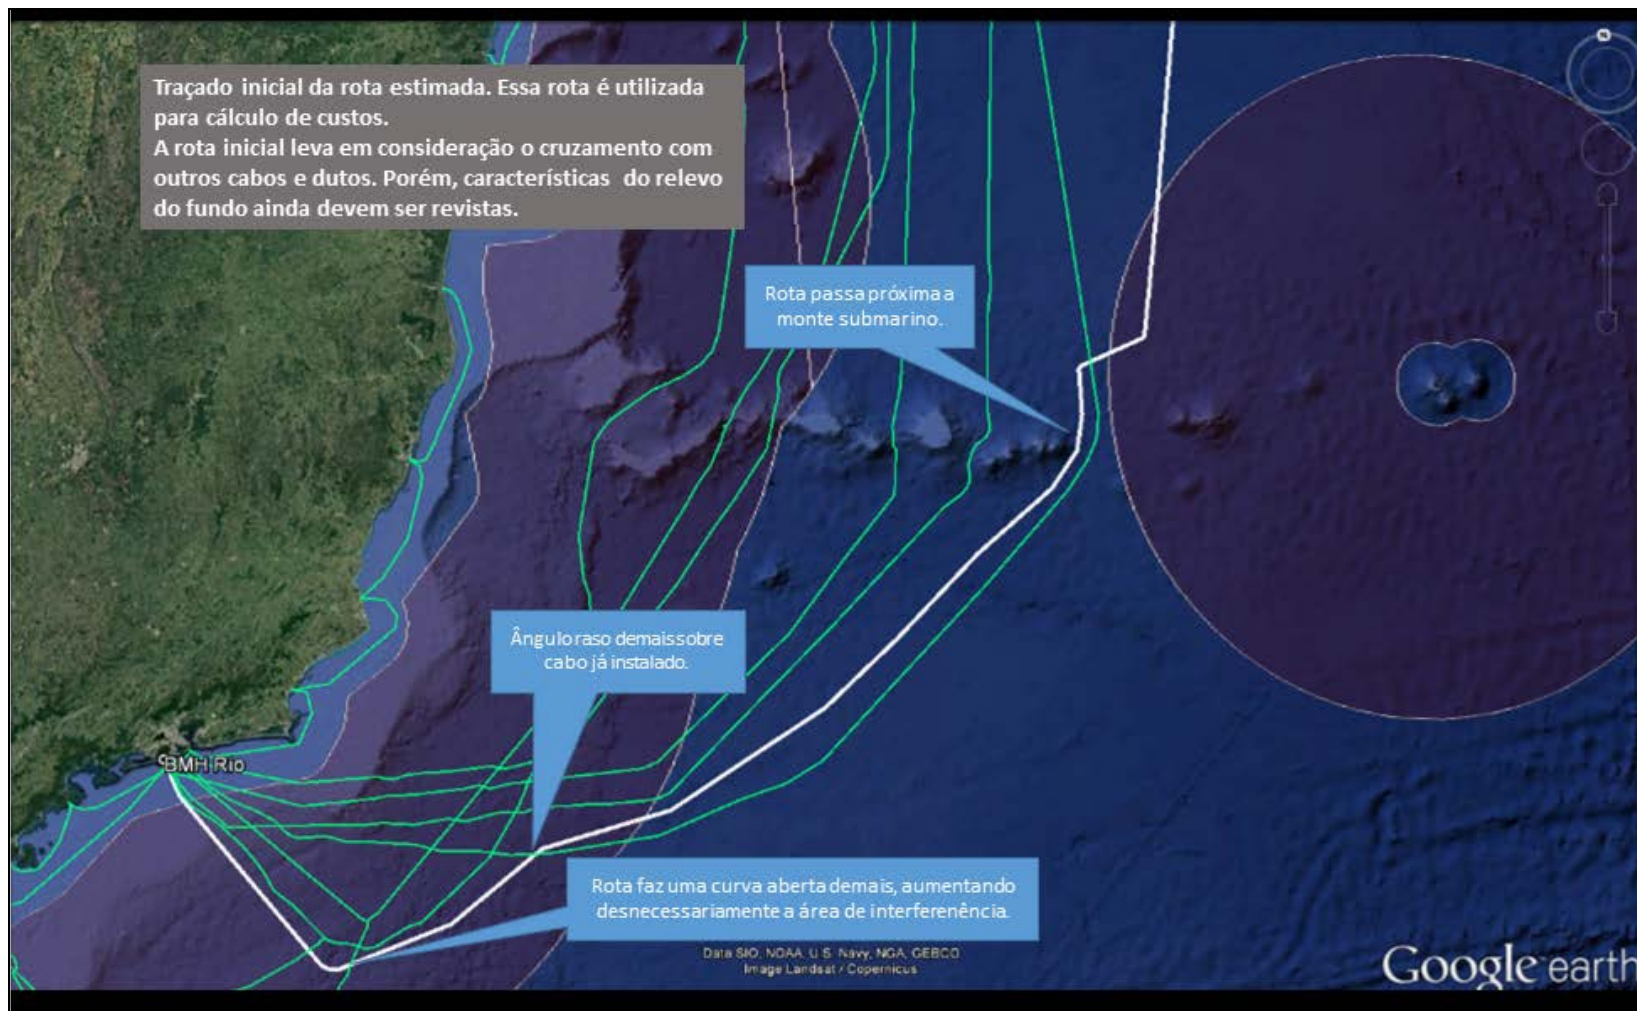 Traçado inicial da rota estimada. Essa rota é utilizada
para cálculo de custos.
A rota inicial leva em consideração o cruzamento com
outros cabos e dutos. Porém, características do relevo
do fundo ainda devem ser revistas.
Rota passa próxima a
monte submarino.
Ângulo raso demais sobre
cabo já instalado.
BMH Rio
Rota faz uma curva aberta demais, aumentando
desnecessariamente a área de interferenência.
Data SIO, NOAA, U.S. Navy, NGA, GEBCO
Image Landsat / Copernicus
Google earth
N